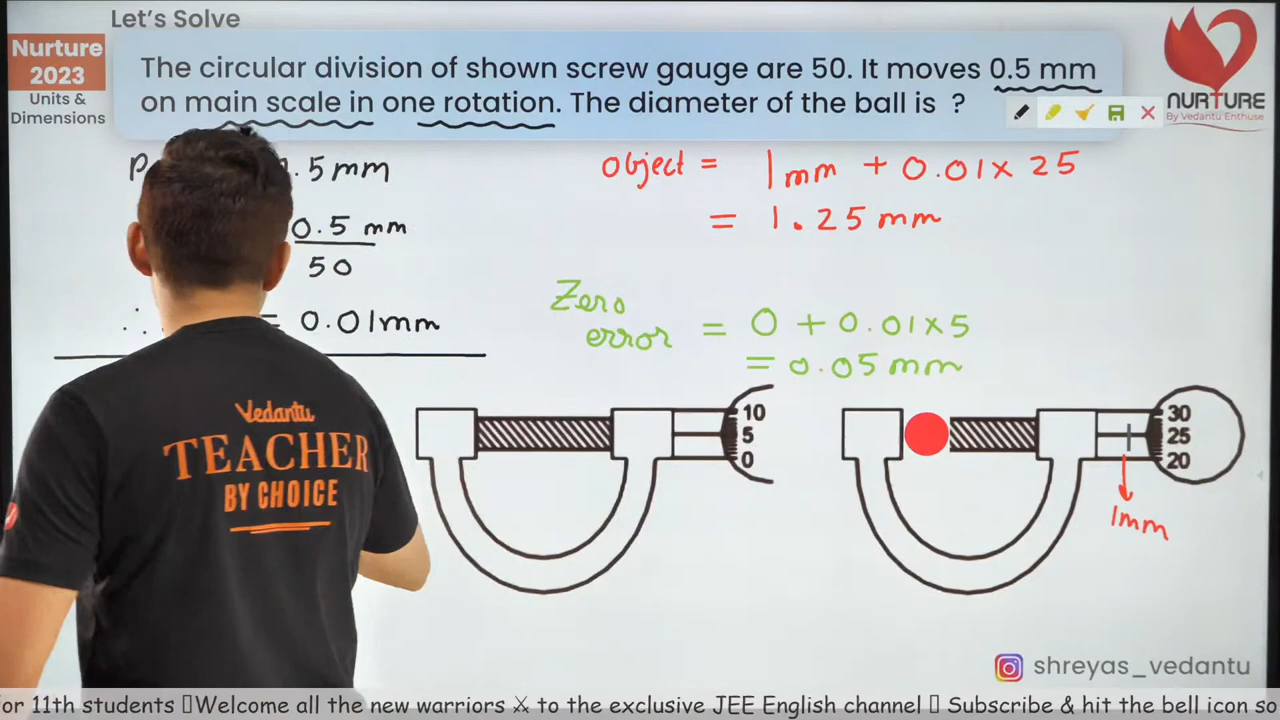 Let's Solve
Nurture
2023
Units &
Dimensions
The circular division of shown screw gauge are 50. It moves 0.5 mm
on main scale in one rotation. The diameter of the ball is ?
NURTURE
By Vedantu Enthuse
.5 mm
0.5 mm
50
= 0.01mm
Object = 1mm + 0.01 × 25
= 1.25 mm
Zero
error = 0 + 0.01×5
= 0.05 mm
10
5
0
30
25
20
1mm
Vedantu
TEACHER
BY CHOICE
shreyas_vedantu
or 11th students Welcome all the new warriors ⚔ to the exclusive JEE English channel Subscribe & hit the bell icon so